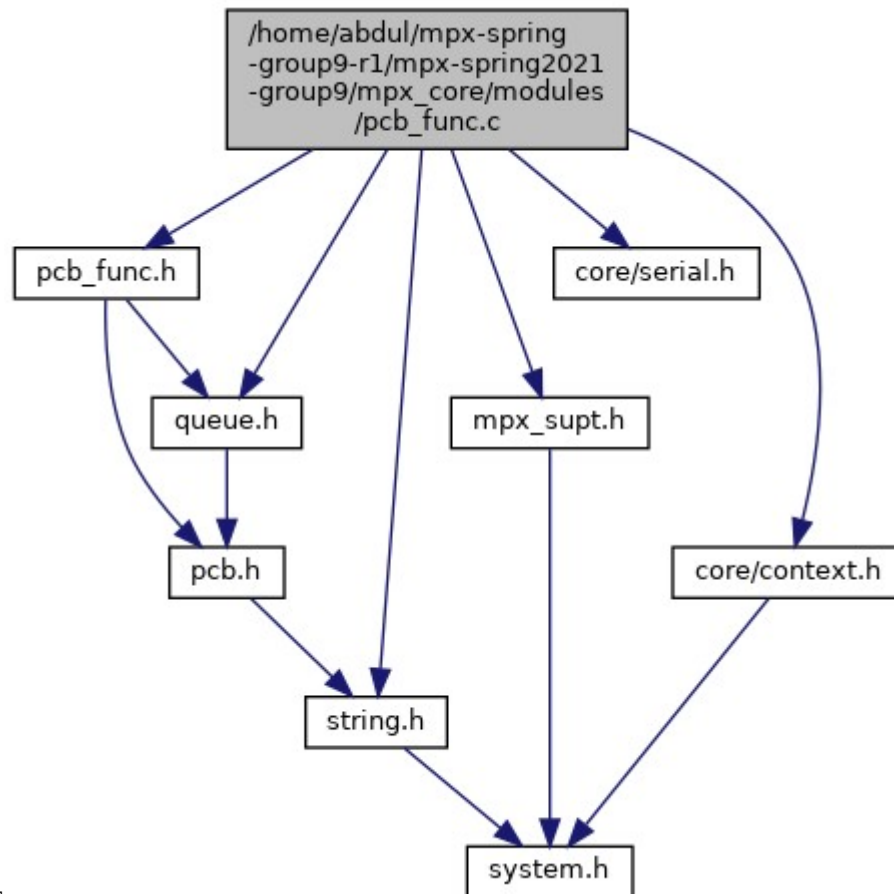 /home/abdul/mpx-spring
-group9-r1/mpx-spring2021
-group9/mpx_core/modules
/pcb_func.c
pcb_func.h
core/serial.h
queue.h
mpx_supt.h
pcb.h
core/context.h
string.h
system.h